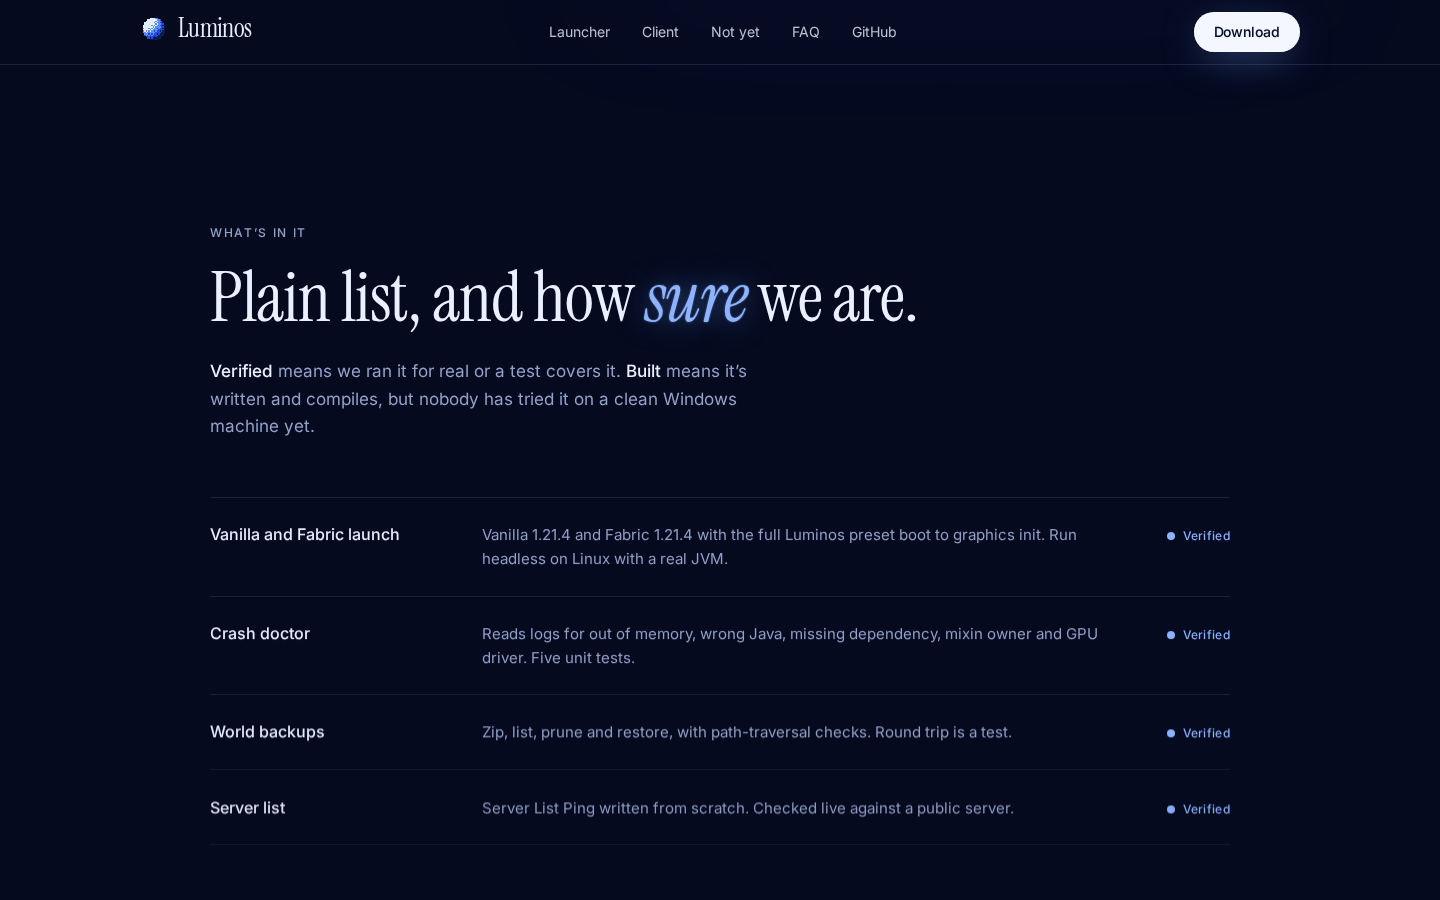 Luminos
Launcher
Client
Not yet
FAQ
GitHub
Download
WHAT’S IN IT
Plain list, and how sure we are.
Verified means we ran it for real or a test covers it. Built means it’s
written and compiles, but nobody has tried it on a clean Windows
machine yet.
Vanilla and Fabric launch
Vanilla 1.21.4 and Fabric 1.21.4 with the full Luminos preset boot to graphics init. Run
headless on Linux with a real JVM.
Verified
Crash doctor
Reads logs for out of memory, wrong Java, missing dependency, mixin owner and GPU
driver. Five unit tests.
Verified
World backups
Zip, list, prune and restore, with path-traversal checks. Round trip is a test.
Verified
Server list
Server List Ping written from scratch. Checked live against a public server.
Verified